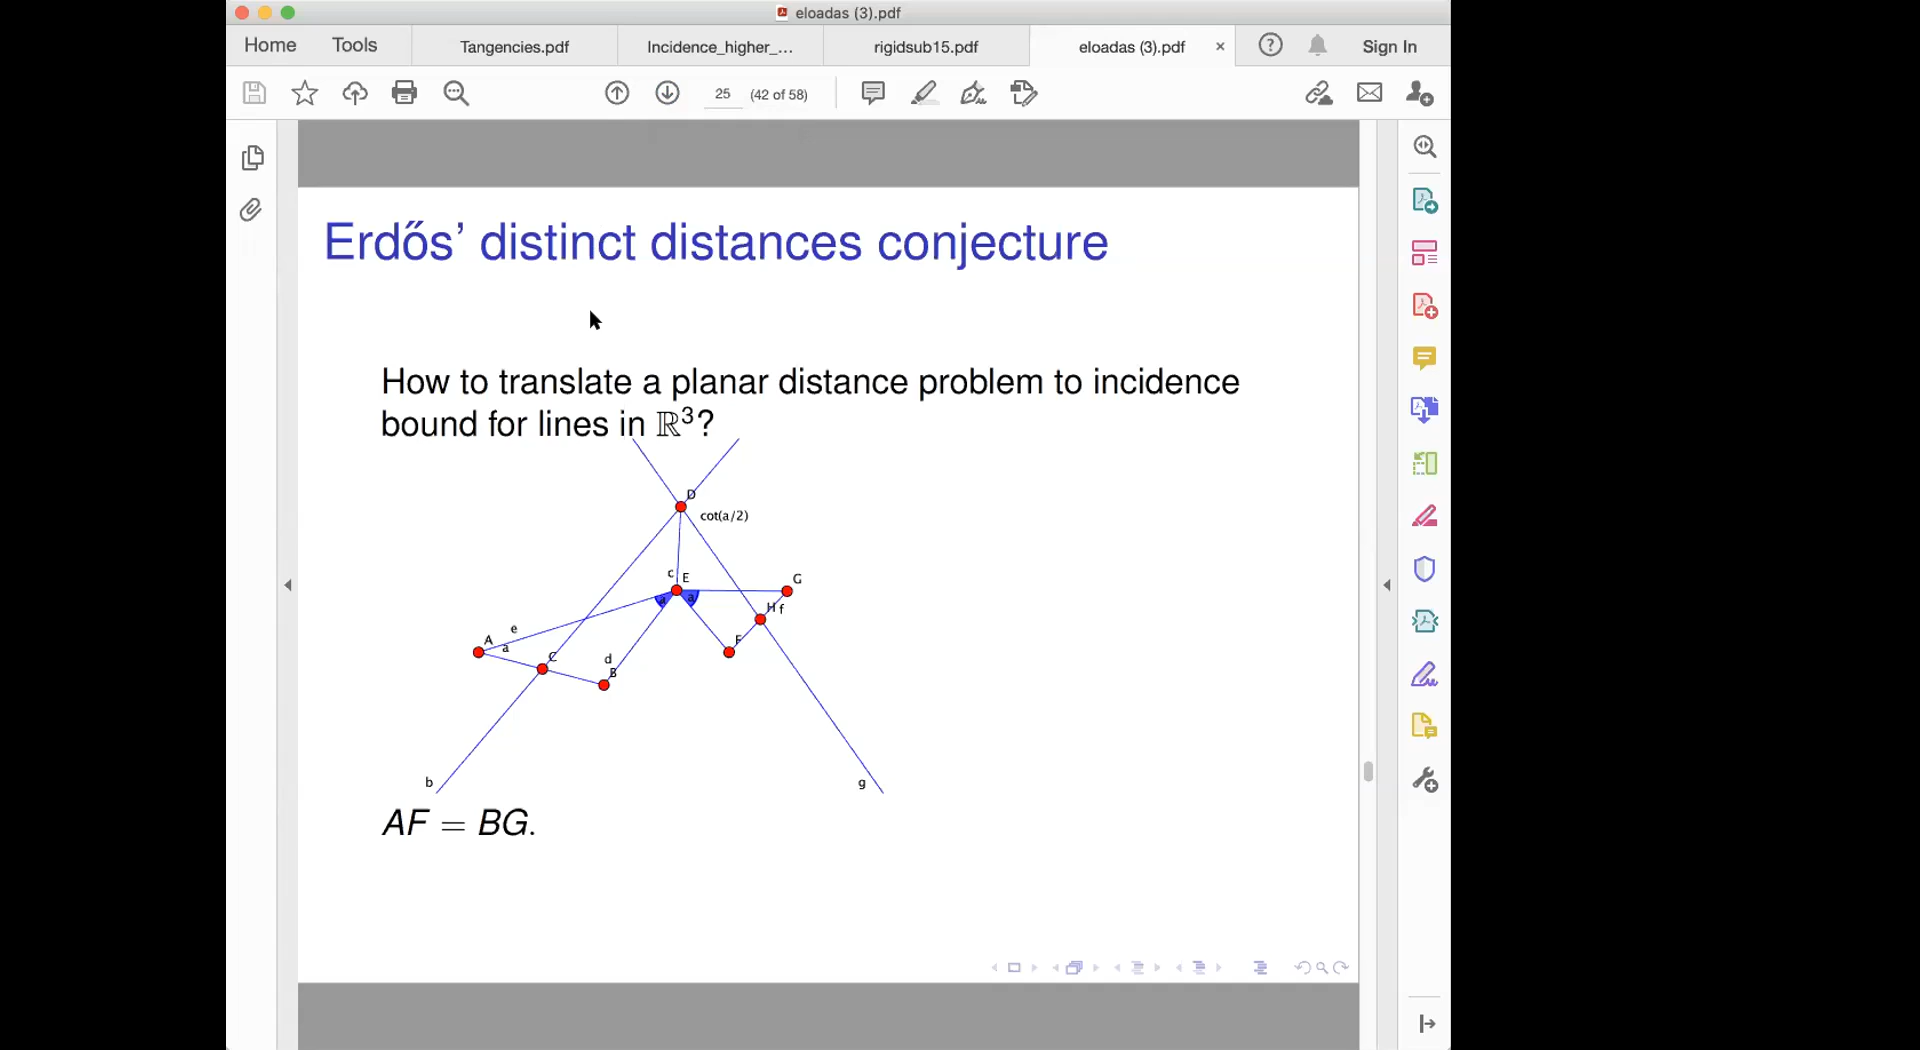 eloadas (3).pdf
Home Tools Tangencies.pdf Incidence_higher_... rigidsub15.pdf eloadas (3).pdf × Sign In
25 (42 of 58)
Erdős’ distinct distances conjecture
How to translate a planar distance problem to incidence
bound for lines in ℝ³?
D
cot(a/2)
c E G
a a
H f
e
A a F
C d
B
b g
AF = BG.